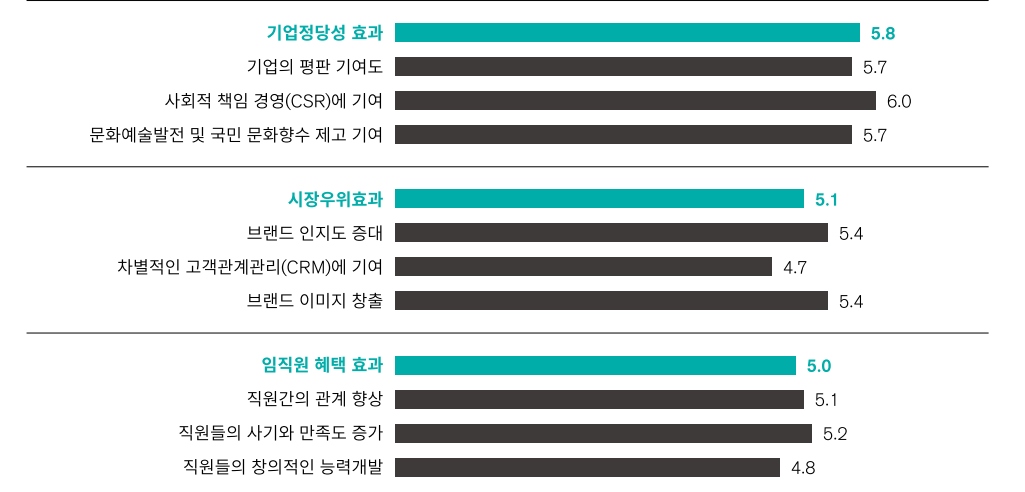 기업정당성 효과 5.8
기업의 평판 기여도 5.7
사회적 책임 경영(CSR)에 기여 6.0
문화예술발전 및 국민 문화향수 제고 기여 5.7
시장우위효과 5.1
브랜드 인지도 증대 5.4
차별적인 고객관계관리(CRM)에 기여 4.7
브랜드 이미지 창출 5.4
임직원 혜택 효과 5.0
직원간의 관계 향상 5.1
직원들의 사기와 만족도 증가 5.2
직원들의 창의적인 능력개발 4.8